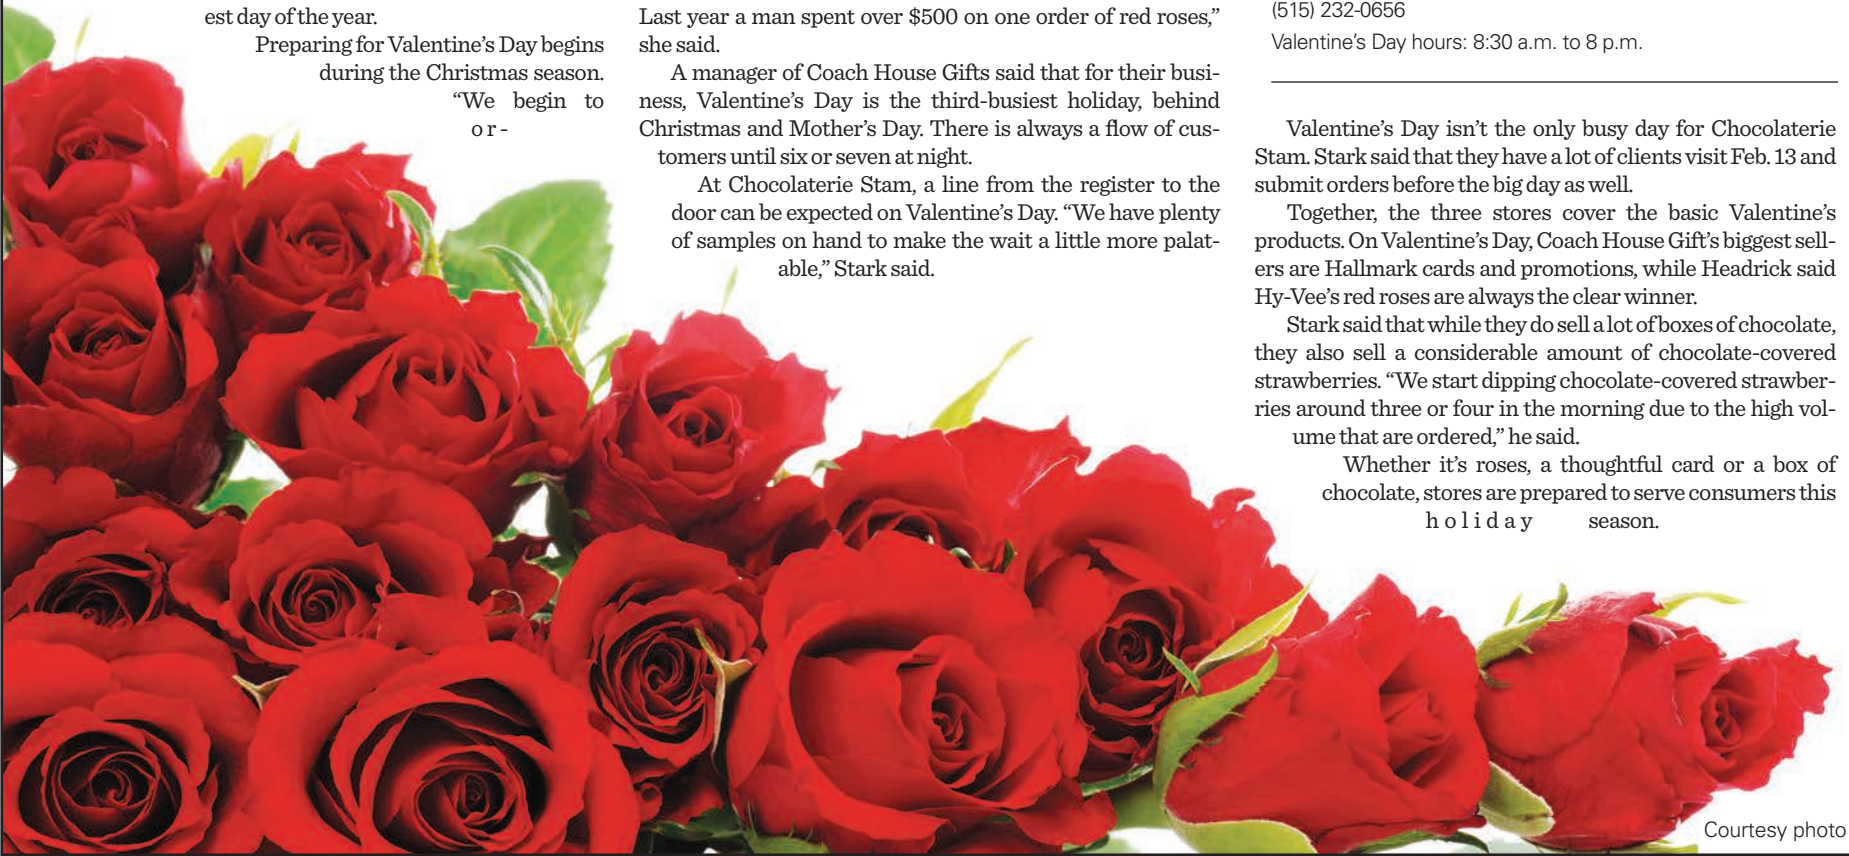 est day of the year.
Preparing for Valentine’s Day begins
during the Christmas season.
“We begin to
or-
Last year a man spent over $500 on one order of red roses,”
she said.
A manager of Coach House Gifts said that for their busi-
ness, Valentine’s Day is the third-busiest holiday, behind
Christmas and Mother’s Day. There is always a flow of cus-
tomers until six or seven at night.
At Chocolaterie Stam, a line from the register to the
door can be expected on Valentine’s Day. “We have plenty
of samples on hand to make the wait a little more palat-
able,” Stark said.
(515) 232-0656
Valentine’s Day hours: 8:30 a.m. to 8 p.m.
Valentine’s Day isn’t the only busy day for Chocolaterie
Stam. Stark said that they have a lot of clients visit Feb. 13 and
submit orders before the big day as well.
Together, the three stores cover the basic Valentine’s
products. On Valentine’s Day, Coach House Gift’s biggest sell-
ers are Hallmark cards and promotions, while Headrick said
Hy-Vee’s red roses are always the clear winner.
Stark said that while they do sell a lot of boxes of chocolate,
they also sell a considerable amount of chocolate-covered
strawberries. “We start dipping chocolate-covered strawber-
ries around three or four in the morning due to the high vol-
ume that are ordered,” he said.
Whether it’s roses, a thoughtful card or a box of
chocolate, stores are prepared to serve consumers this
holiday season.
Courtesy photo